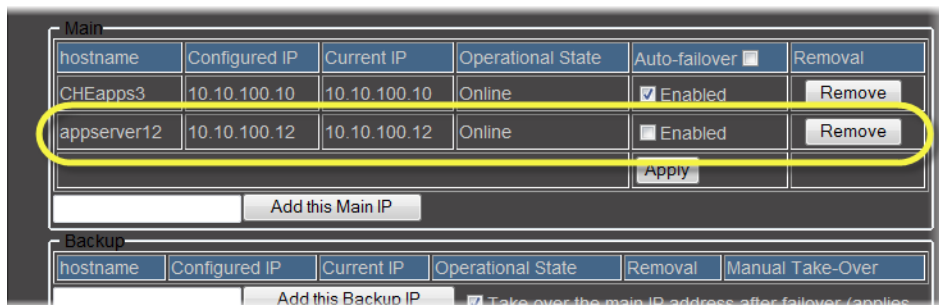 Main
hostname Configured IP Current IP Operational State Auto-failover Removal
CHEapps3 10.10.100.10 10.10.100.10 Online Enabled Remove
appserver12 10.10.100.12 10.10.100.12 Online Enabled Remove
Apply
Add this Main IP
Backup
hostname Configured IP Current IP Operational State Removal Manual Take-Over
Add this Backup IP Take over the main IP address after failover (applies